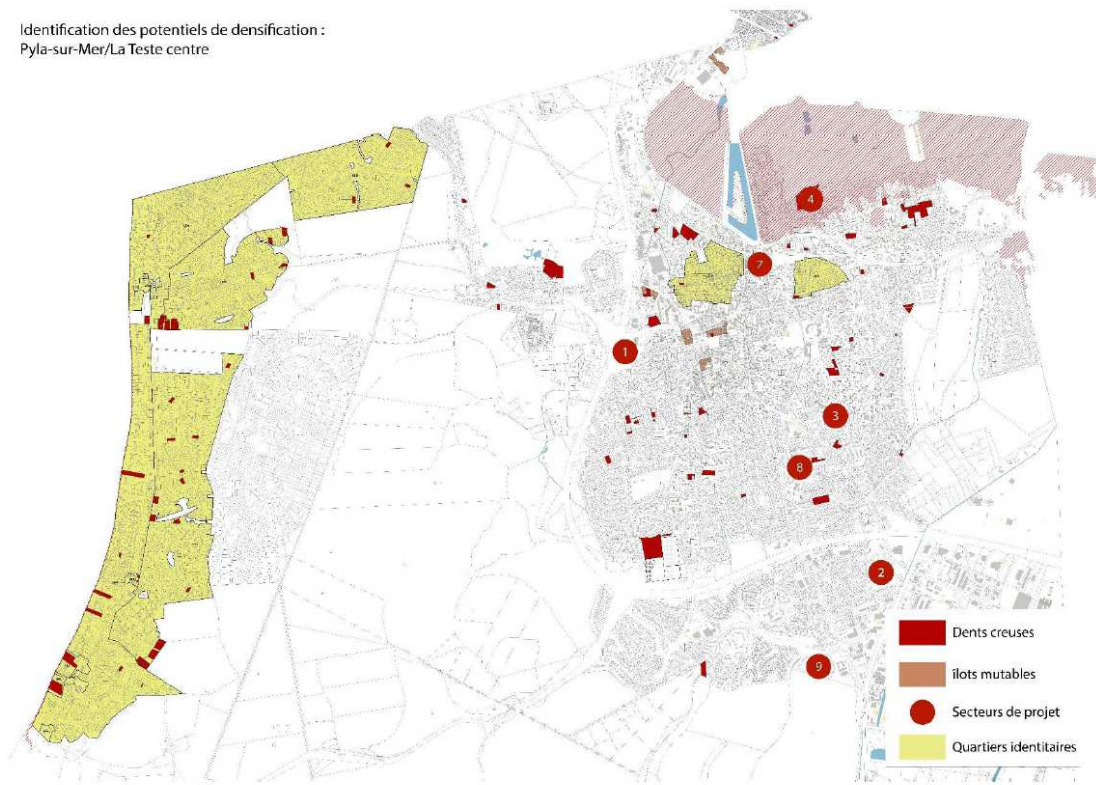 Identification des potentiels de densification :
Pyla-sur-Mer/La Teste centre
4
7
1
3
8
2
9
Dents creuses
îlots mutables
Secteurs de projet
Quartiers identitaires